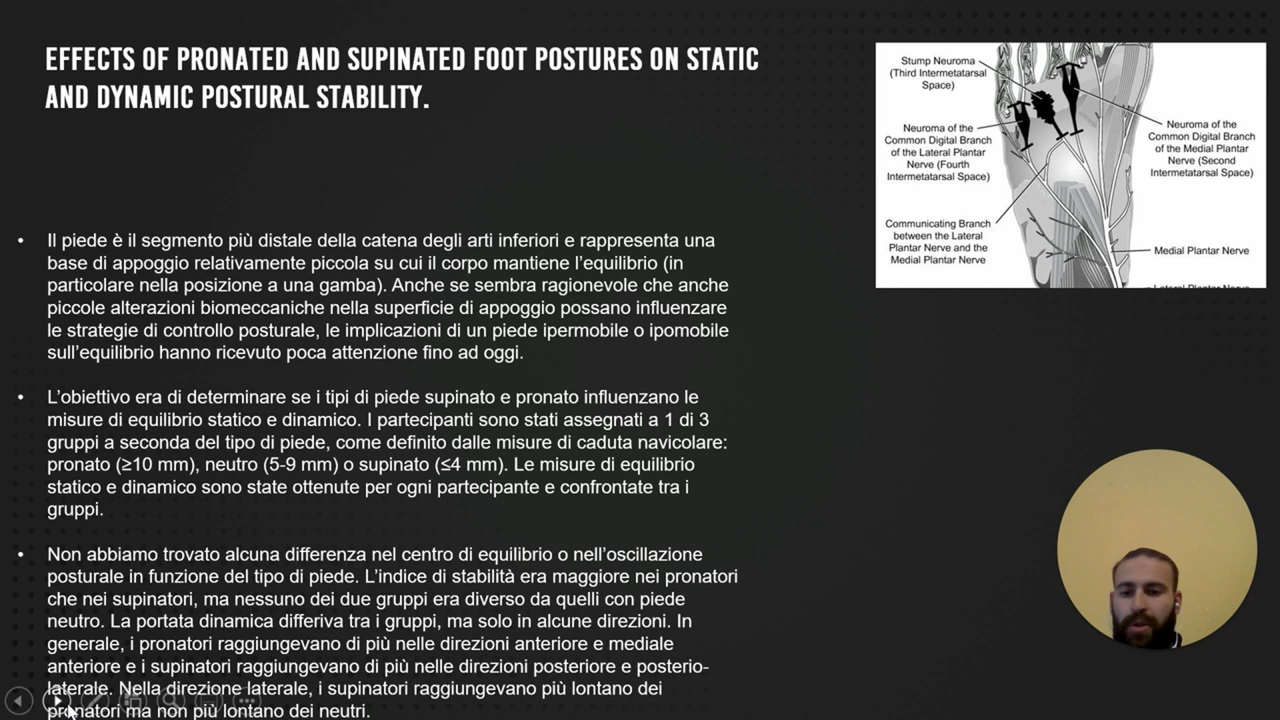 EFFECTS OF PRONATED AND SUPINATED FOOT POSTURES ON STATIC
AND DYNAMIC POSTURAL STABILITY.
Il piede è il segmento più distale della catena degli arti inferiori e rappresenta una
base di appoggio relativamente piccola su cui il corpo mantiene l’equilibrio (in
particolare nella posizione a una gamba). Anche se sembra ragionevole che anche
piccole alterazioni biomeccaniche nella superficie di appoggio possano influenzare
le strategie di controllo posturale, le implicazioni di un piede ipermobile o ipomobile
sull’equilibrio hanno ricevuto poca attenzione fino ad oggi.
L’obiettivo era di determinare se i tipi di piede supinato e pronato influenzano le
misure di equilibrio statico e dinamico. I partecipanti sono stati assegnati a 1 di 3
gruppi a seconda del tipo di piede, come definito dalle misure di caduta navicolare:
pronato (≥10 mm), neutro (5-9 mm) o supinato (≤4 mm). Le misure di equilibrio
statico e dinamico sono state ottenute per ogni partecipante e confrontate tra i
gruppi.
Non abbiamo trovato alcuna differenza nel centro di equilibrio o nell’oscillazione
posturale in funzione del tipo di piede. L’indice di stabilità era maggiore nei pronatori
che nei supinatori, ma nessuno dei due gruppi era diverso da quelli con piede
neutro. La portata dinamica differiva tra i gruppi, ma solo in alcune direzioni. In
generale, i pronatori raggiungevano di più nelle direzioni anteriore e mediale
anteriore e i supinatori raggiungevano di più nelle direzioni posteriore e posterio-
laterale. Nella direzione laterale, i supinatori raggiungevano più lontano dei
pronatori ma non più lontano dei neutri.
Stump Neuroma
(Third Intermetatarsal
Space)
Neuroma of the
Common Digital Branch
of the Lateral Plantar
Nerve (Fourth
Intermetatarsal Space)
Communicating Branch
between the Lateral
Plantar Nerve and the
Medial Plantar Nerve
Neuroma of the
Common Digital Branch
of the Medial Plantar
Nerve (Second
Intermetatarsal Space)
Medial Plantar Nerve
Lateral Plantar Nerve